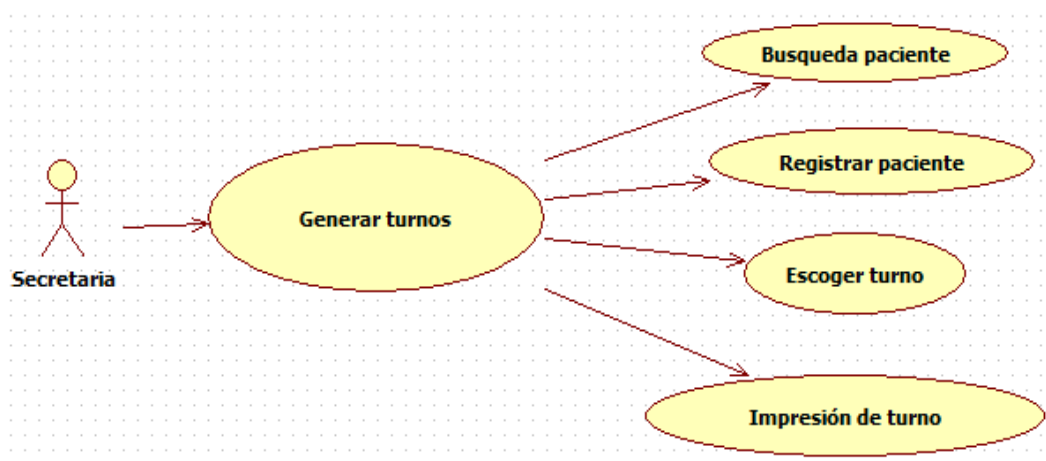 Busqueda paciente
Registrar paciente
Generar turnos
Secretaria
Escoger turno
Impresión de turno